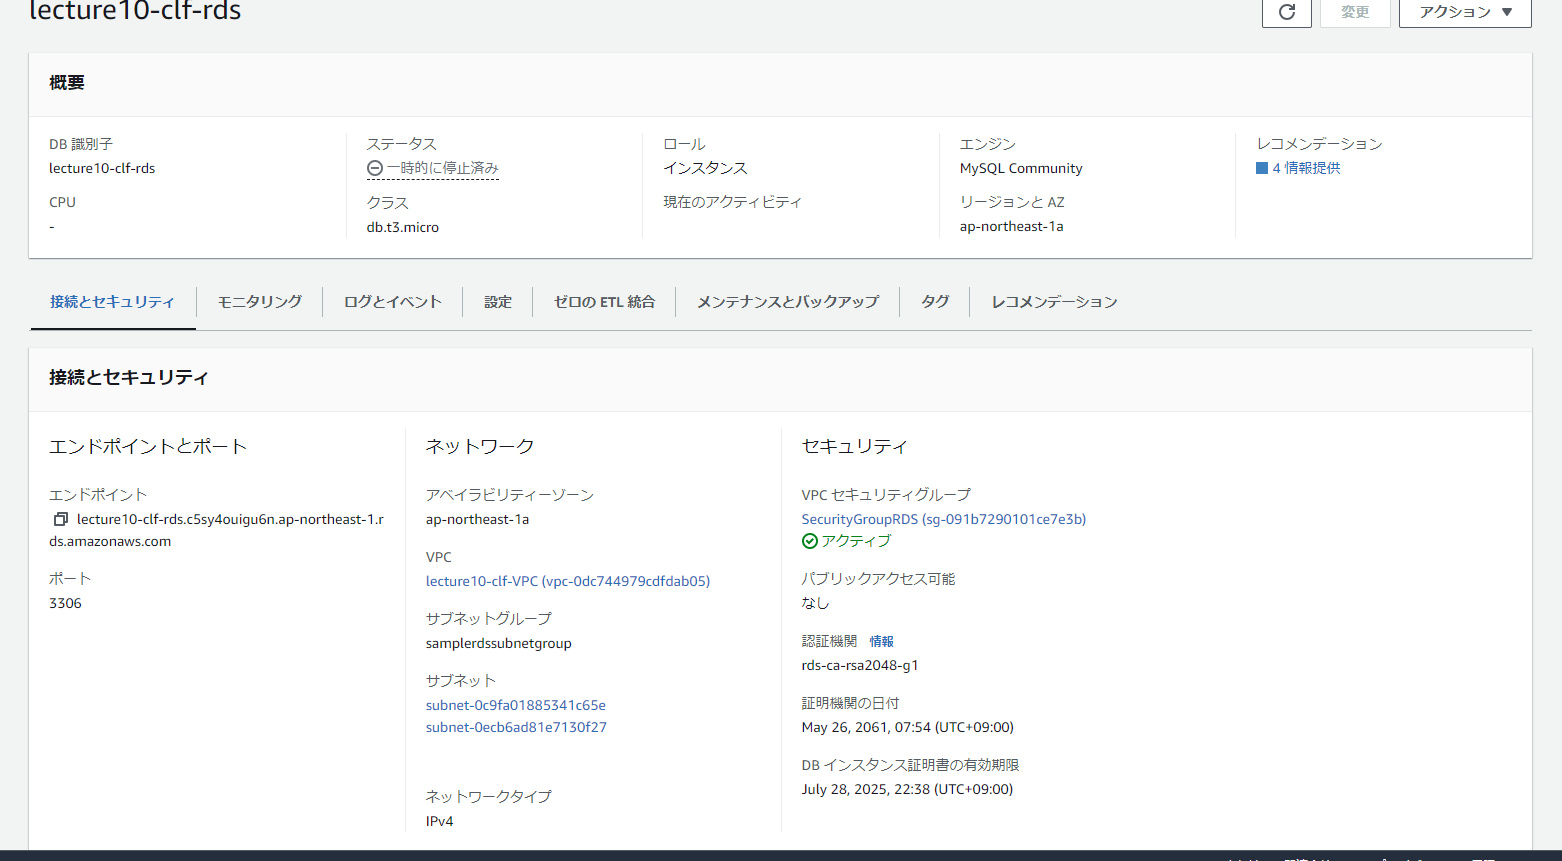 lecture10-clf-rds
変更
アクション
概要
DB 識別子
lecture10-clf-rds
ステータス
一時的に停止済み
ロール
インスタンス
エンジン
MySQL Community
レコメンデーション
4 情報提供
CPU
-
クラス
db.t3.micro
現在のアクティビティ
リージョンと AZ
ap-northeast-1a
接続とセキュリティ
モニタリング
ログとイベント
設定
ゼロの ETL 統合
メンテナンスとバックアップ
タグ
レコメンデーション
接続とセキュリティ
エンドポイントとポート
エンドポイント
lecture10-clf-rds.c5sy4ouigu6n.ap-northeast-1.r
ds.amazonaws.com
ポート
3306
ネットワーク
アベイラビリティーゾーン
ap-northeast-1a
VPC
lecture10-clf-VPC (vpc-0dc744979cdfdab05)
サブネットグループ
samplerdssubnetgroup
サブネット
subnet-0c9fa01885341c65e
subnet-0ecb6ad81e7130f27
ネットワークタイプ
IPv4
セキュリティ
VPC セキュリティグループ
SecurityGroupRDS (sg-091b7290101ce7e3b)
アクティブ
パブリックアクセス可能
なし
認証機関 情報
rds-ca-rsa2048-g1
証明機関の日付
May 26, 2061, 07:54 (UTC+09:00)
DB インスタンス証明書の有効期限
July 28, 2025, 22:38 (UTC+09:00)